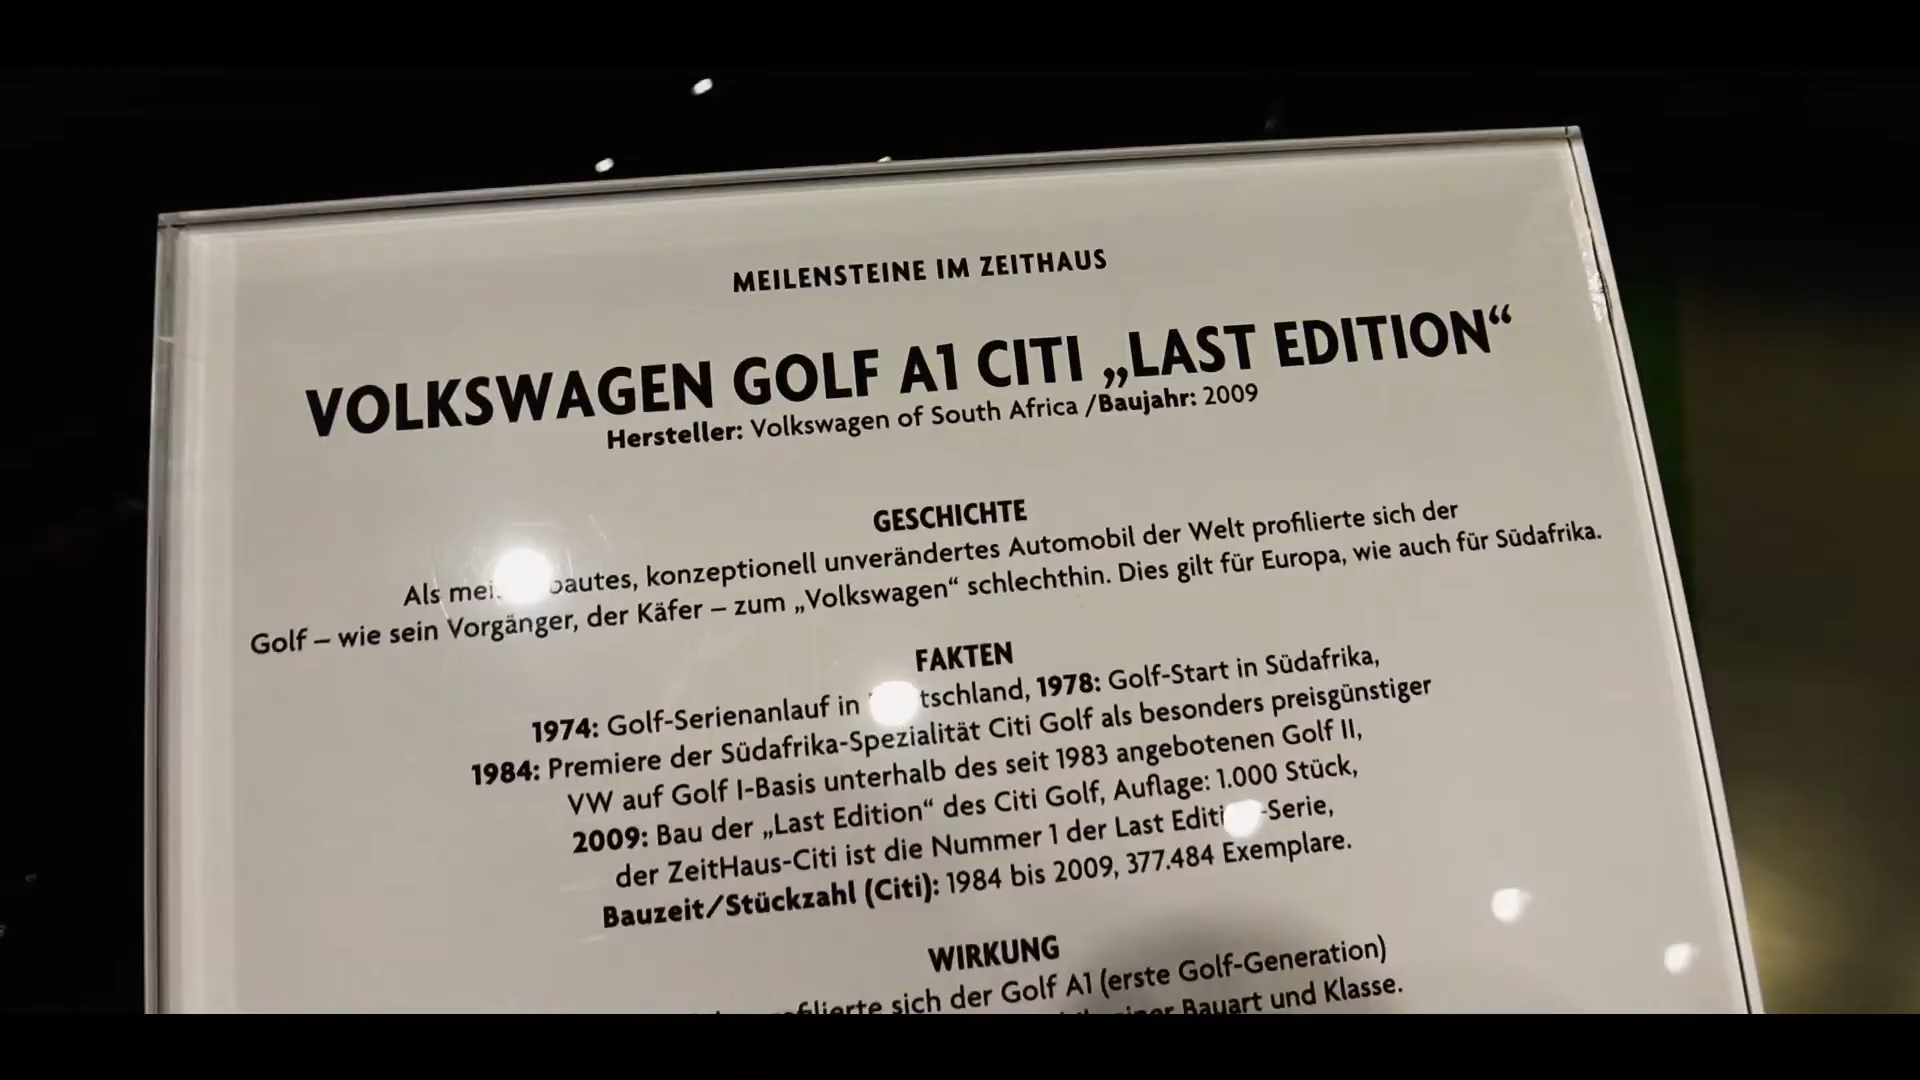 MEILENSTEINE IM ZEITHAUS
VOLKSWAGEN GOLF A1 CITI „LAST EDITION“
Hersteller: Volkswagen of South Africa /Baujahr: 2009
GESCHICHTE
Als konzeptionell unverändertes Automobil der Welt profilierte sich der
Golf – wie sein Vorgänger, der Käfer – zum „Volkswagen“ schlechthin. Dies gilt für Europa, wie auch für Südafrika.
FAKTEN
1974: Golf-Serienanlauf in tschland, 1978: Golf-Start in Südafrika,
1984: Premiere der Südafrika-Spezialität Citi Golf als besonders preisgünstiger
VW auf Golf I-Basis unterhalb des seit 1983 angebotenen Golf II,
2009: Bau der „Last Edition“ des Citi Golf, Auflage: 1.000 Stück,
der ZeitHaus-Citi ist die Nummer 1 der Last Editi -Serie,
Bauzeit/Stückzahl (Citi): 1984 bis 2009, 377.484 Exemplare.
WIRKUNG
sich der Golf A1 (erste Golf-Generation)
Bauart und Klasse.